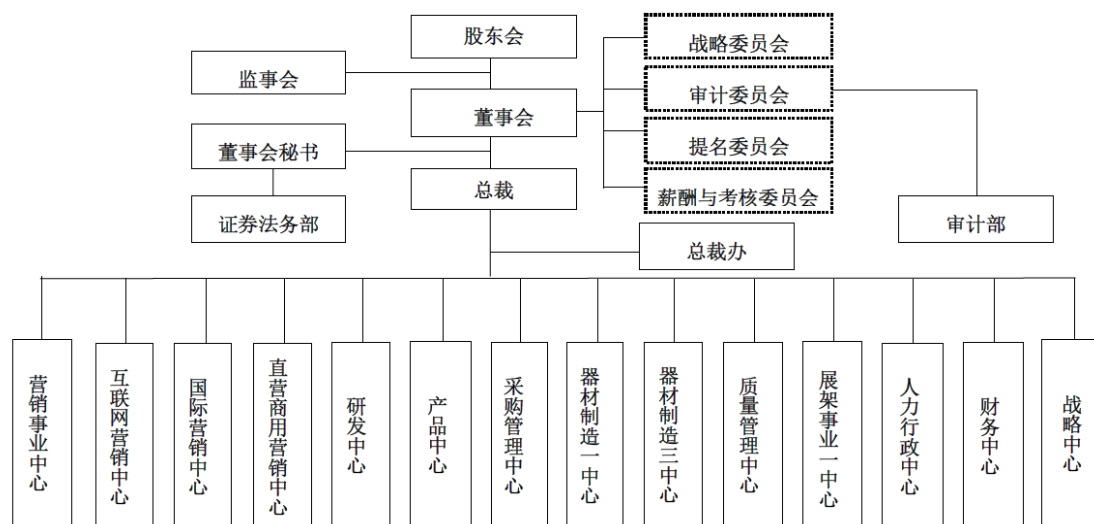 股东会
战略委员会
监事会
审计委员会
董事会
董事会秘书
提名委员会
总裁
薪酬与考核委员会
证券法务部
审计部
总裁办
营销事业中心
互联网营销中心
国际营销中心
直营商用营销中心
研发中心
产品中心
采购管理中心
器材制造一中心
器材制造三中心
质量管理中心
展架事业一中心
人力行政中心
财务中心
战略中心